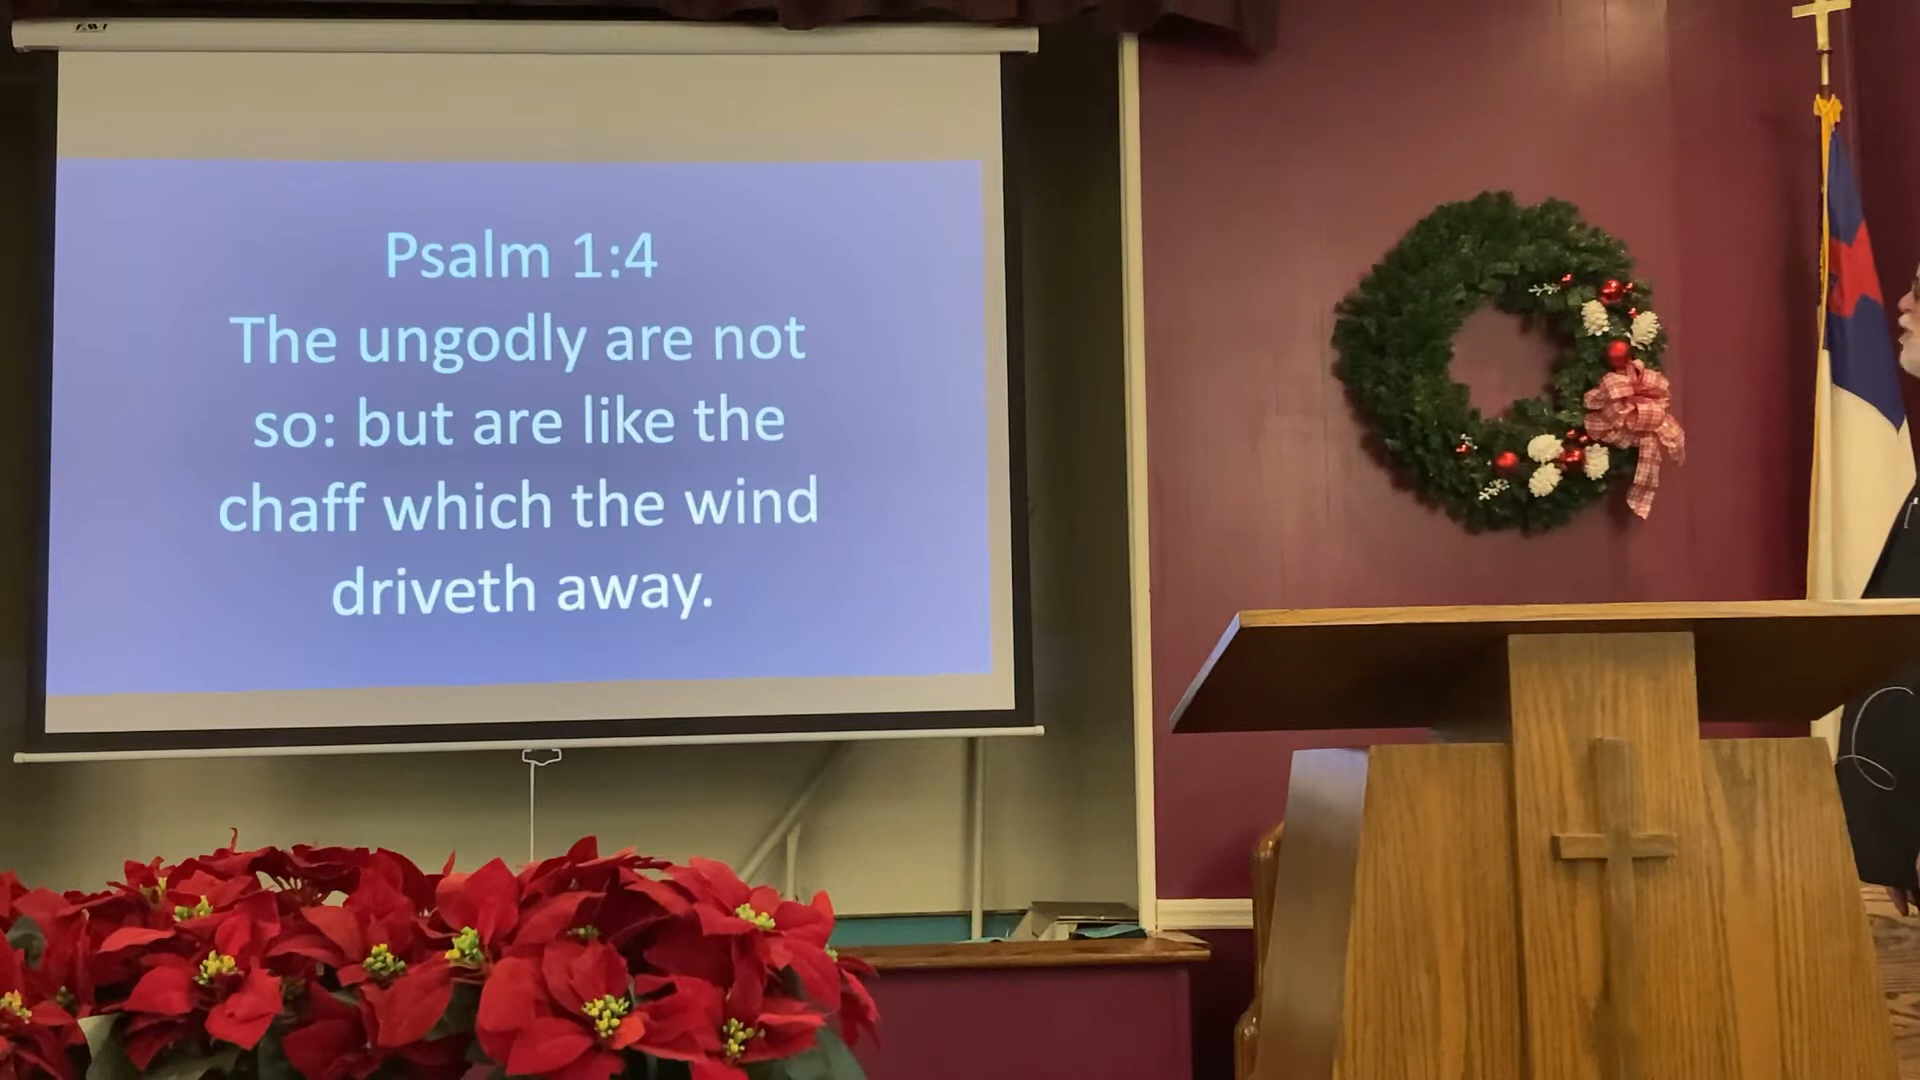 Psalm 1:4
The ungodly are not
so: but are like the
chaff which the wind
driveth away.